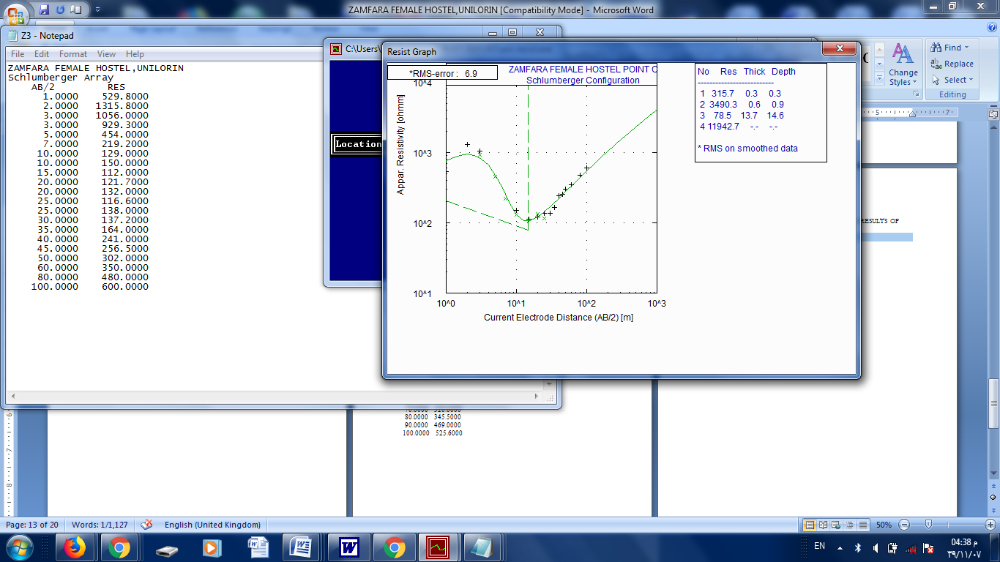 ZAMFARA FEMALE HOSTEL,UNILORIN [Compatibility Mode] - Microsoft Word
Z3 - Notepad
File Edit Format View Help
ZAMFARA FEMALE HOSTEL,UNILORIN
Schlumberger Array
AB/2 RES
1.0000 529.8000
2.0000 1315.8000
3.0000 1056.0000
3.0000 929.3000
5.0000 454.0000
7.0000 219.2000
10.0000 129.0000
10.0000 150.0000
15.0000 112.0000
20.0000 121.7000
20.0000 132.0000
25.0000 116.6000
25.0000 138.0000
30.0000 137.2000
35.0000 164.0000
40.0000 241.0000
45.0000 256.5000
50.0000 302.0000
60.0000 350.0000
80.0000 480.0000
100.0000 600.0000
C:\Users\
Location
Resist Graph
*RMS-error : 6.9
ZAMFARA FEMALE HOSTEL POINT C
Schlumberger Configuration
Appar. Resistivity [ohmm]
10^4
10^3
10^2
10^1
10^0 10^1 10^2 10^3
Current Electrode Distance (AB/2) [m]
No Res Thick Depth
--------------------------
1 315.7 0.3 0.3
2 3490.3 0.6 0.9
3 78.5 13.7 14.6
4 11942.7 -.- -.-
* RMS on smoothed data
Change
Styles
Find
Replace
Select
Editing
5 7
RESULTS OF
80.0000 345.5000
90.0000 469.0000
100.0000 525.6000
6
7
8
Page: 13 of 20 Words: 1/1,127 English (United Kingdom) 50%
EN
04:38 م
٣٩/١١/٠٧